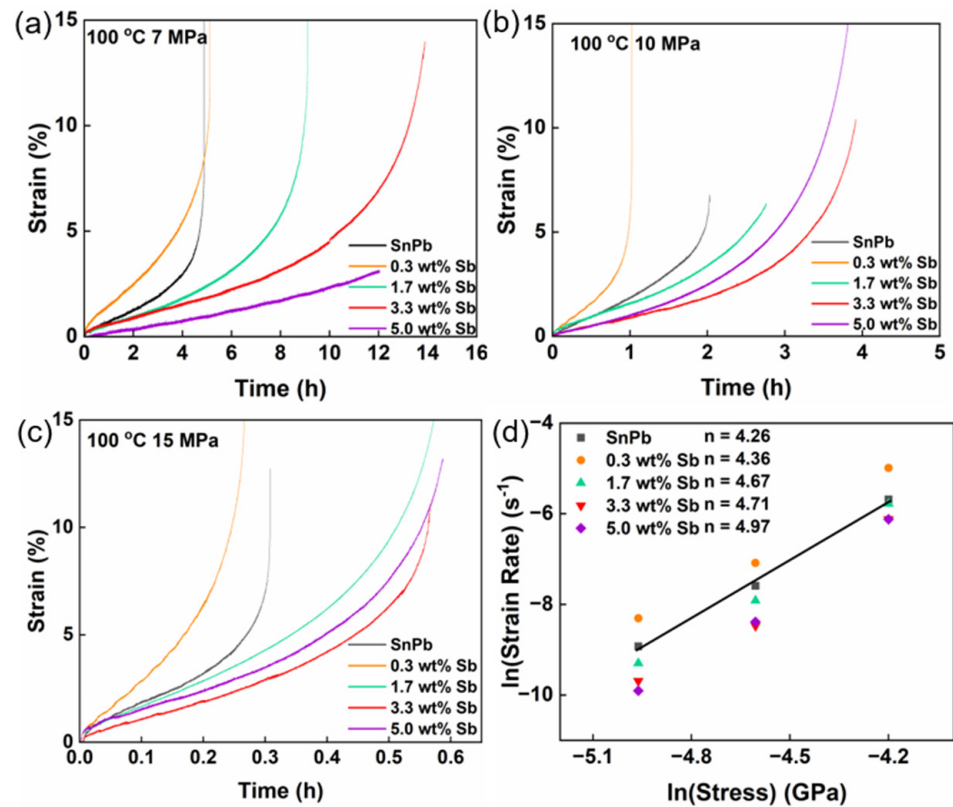 (a)
100 °C 7 MPa
15
10
5
0
Strain (%)
SnPb
0.3 wt% Sb
1.7 wt% Sb
3.3 wt% Sb
5.0 wt% Sb
0 2 4 6 8 10 12 14 16
Time (h)
(b)
100 °C 10 MPa
15
10
5
0
Strain (%)
SnPb
0.3 wt% Sb
1.7 wt% Sb
3.3 wt% Sb
5.0 wt% Sb
0 1 2 3 4 5
Time (h)
(c)
100 °C 15 MPa
15
10
5
0
Strain (%)
SnPb
0.3 wt% Sb
1.7 wt% Sb
3.3 wt% Sb
5.0 wt% Sb
0.0 0.1 0.2 0.3 0.4 0.5 0.6
Time (h)
(d)
−4
−6
−8
−10
ln(Strain Rate) (s⁻¹)
SnPb n = 4.26
0.3 wt% Sb n = 4.36
1.7 wt% Sb n = 4.67
3.3 wt% Sb n = 4.71
5.0 wt% Sb n = 4.97
−5.1 −4.8 −4.5 −4.2
ln(Stress) (GPa)